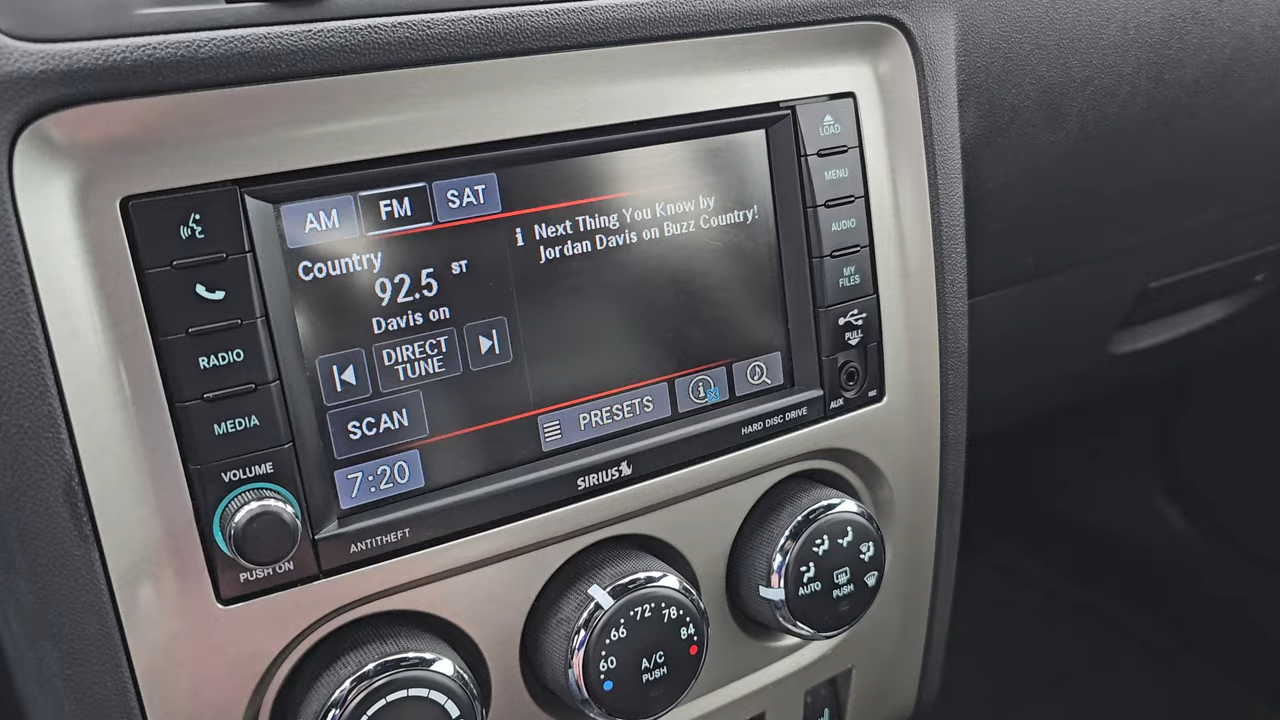 AM
FM
SAT
Country
92.5 ST
Davis on
DIRECT
TUNE
SCAN
7:20
i Next Thing You Know by
Jordan Davis on Buzz Country!
PRESETS
i
RADIO
MEDIA
VOLUME
PUSH ON
ANTITHEFT
SIRIUS
HARD DISC DRIVE
LOAD
MENU
AUDIO
MY
FILES
PULL
AUX
60 66 72° 78 84
A/C
PUSH
AUTO
PUSH